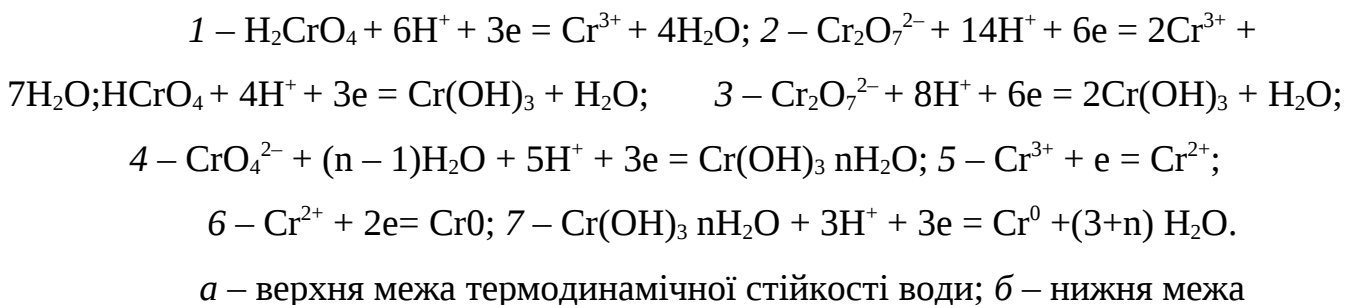 1 – H₂CrO₄ + 6H⁺ + 3e = Cr³⁺ + 4H₂O; 2 – Cr₂O₇²⁻ + 14H⁺ + 6e = 2Cr³⁺ +
7H₂O;HCrO₄ + 4H⁺ + 3e = Cr(OH)₃ + H₂O; 3 – Cr₂O₇²⁻ + 8H⁺ + 6e = 2Cr(OH)₃ + H₂O;
4 – CrO₄²⁻ + (n – 1)H₂O + 5H⁺ + 3e = Cr(OH)₃ nH₂O; 5 – Cr³⁺ + e = Cr²⁺;
6 – Cr²⁺ + 2e= Cr0; 7 – Cr(OH)₃ nH₂O + 3H⁺ + 3e = Cr⁰ +(3+n) H₂O.
а – верхня межа термодинамічної стійкості води; б – нижня межа